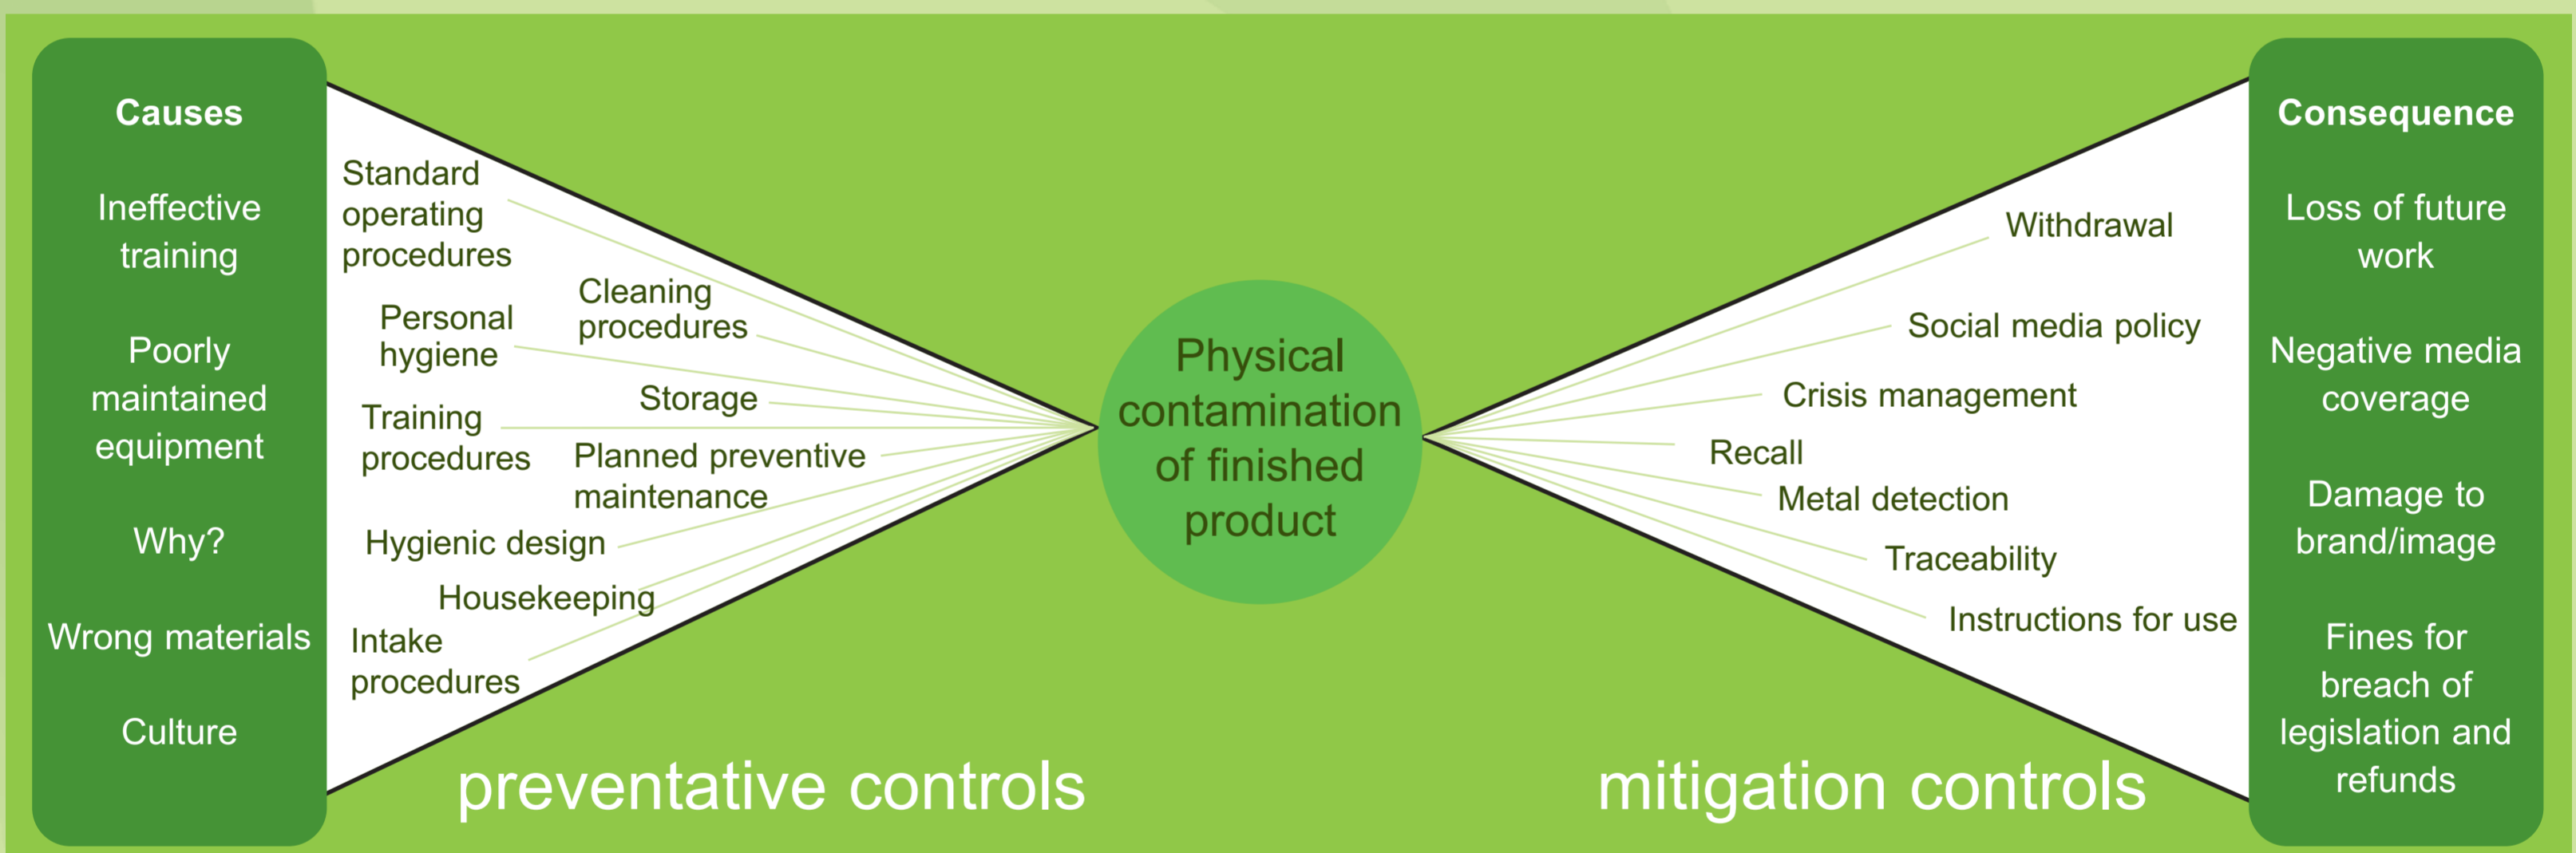 Causes
Ineffective
training
Poorly
maintained
equipment
Why?
Wrong materials
Culture
Standard
operating
procedures
Cleaning
procedures
Personal
hygiene
Storage
Training
procedures
Planned preventive
maintenance
Hygienic design
Housekeeping
Intake
procedures
preventative controls
Physical
contamination
of finished
product
Withdrawal
Social media policy
Crisis management
Recall
Metal detection
Traceability
Instructions for use
mitigation controls
Consequence
Loss of future
work
Negative media
coverage
Damage to
brand/image
Fines for
breach of
legislation and
refunds